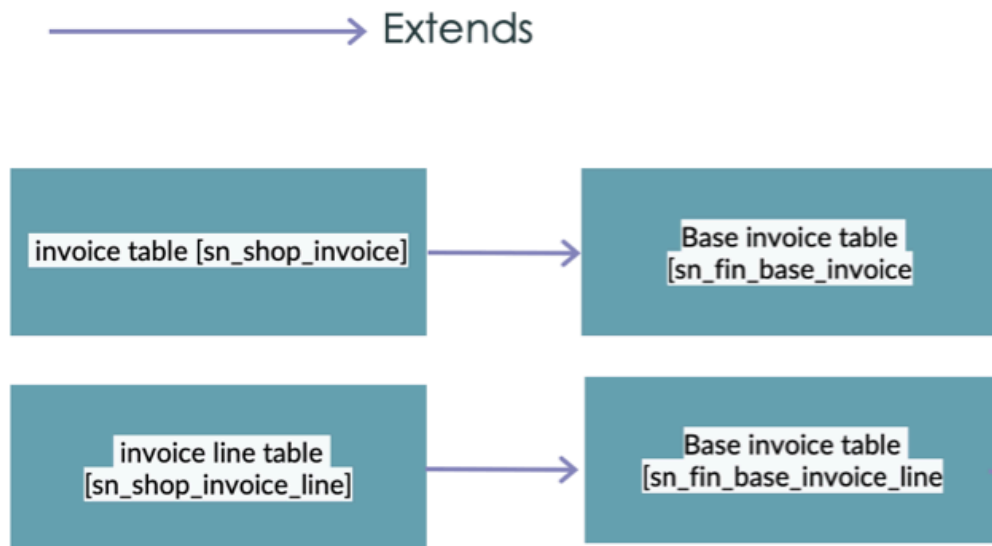 Extends
invoice table [sn_shop_invoice]
Base invoice table
[sn_fin_base_invoice
invoice line table
[sn_shop_invoice_line]
Base invoice table
[sn_fin_base_invoice_line